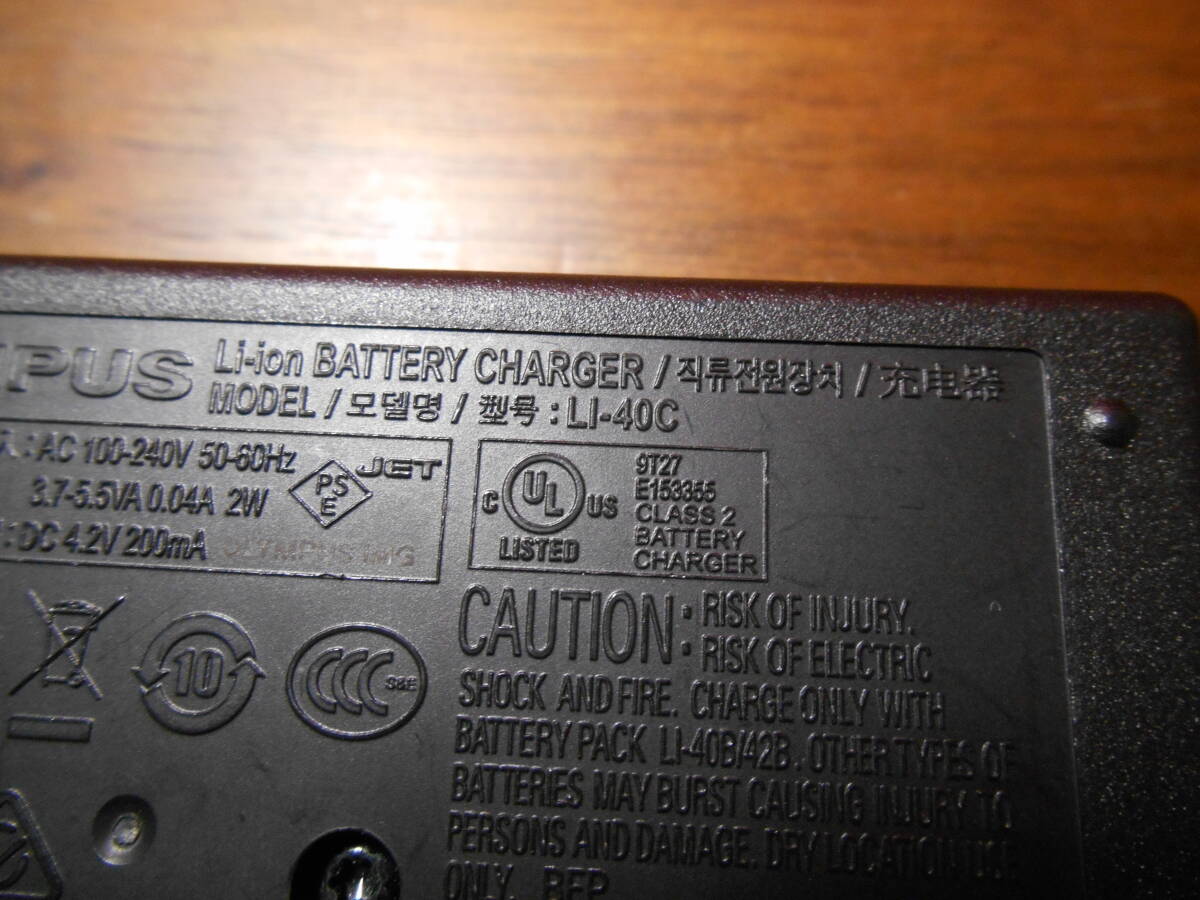 MPUS Li-ion BATTERY CHARGER / 직류전원장치 / 充电器
MODEL / 모델명 / 型号 : LI-40C
: AC 100-240V 50-60Hz
3.7-5.5VA 0.04A 2W
: DC 4.2V 200mA OLYMPUS IMG
PS
E
JET
C UL US
LISTED
9T27
E153355
CLASS 2
BATTERY
CHARGER
10
CCC S&E
CAUTION : RISK OF INJURY.
: RISK OF ELECTRIC
SHOCK AND FIRE. CHARGE ONLY WITH
BATTERY PACK LI-40B/42B. OTHER TYPES OF
BATTERIES MAY BURST CAUSING INJURY TO
PERSONS AND DAMAGE. DRY LOCATION USE
ONLY.